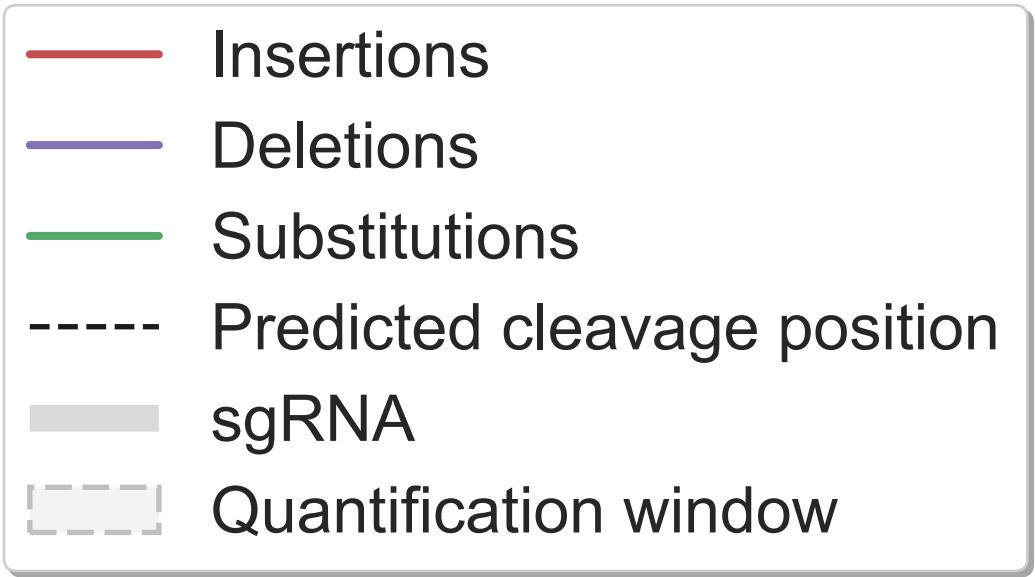 Insertions
Deletions
Substitutions
Predicted cleavage position
sgRNA
Quantification window